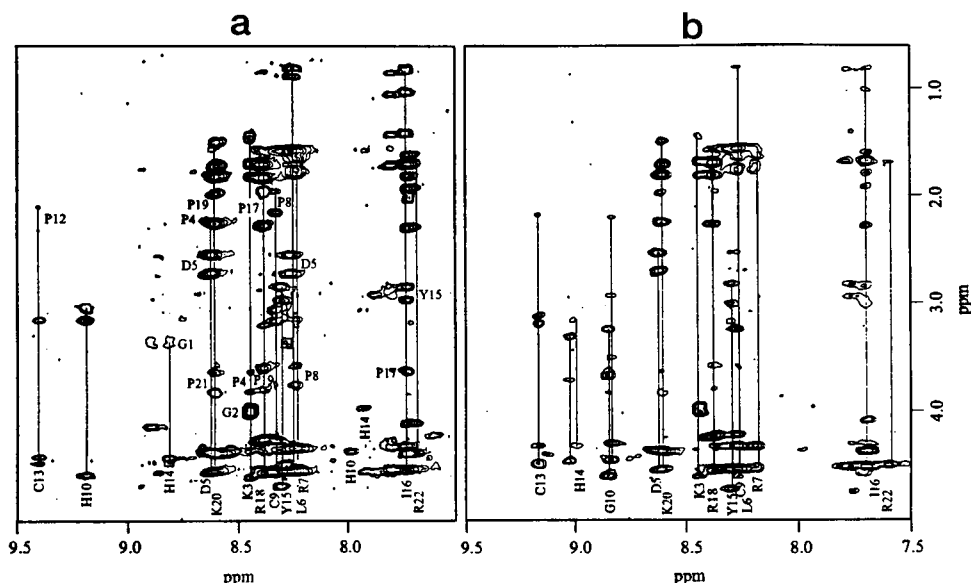 a
b
1.0
2.0
3.0
4.0
ppm
P12
P19
P4
P17
P8
D5
D5
Y15
G1
P21
P4
P19
P8
P17
G2
H14
H10
C13
H10
H14
D5
K20
K3
R18
C9
Y15
L6
R7
I16
R22
C13
H14
G10
D5
K20
K3
R18
Y15
C9
L6
R7
I16
R22
9.5
9.0
8.5
8.0
9.5
9.0
8.5
8.0
7.5
ppm
ppm